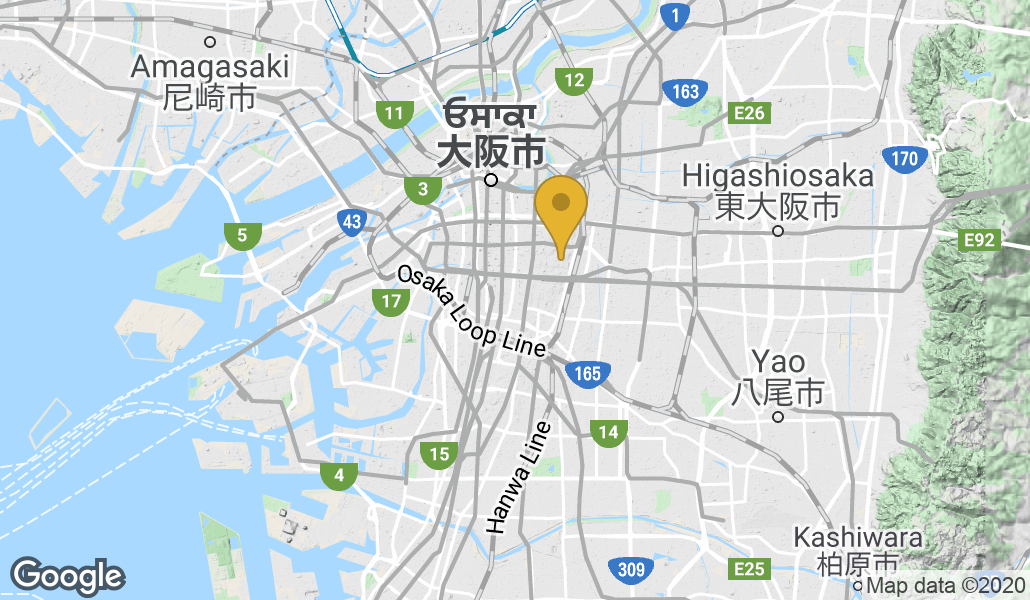 1
Amagasaki
尼崎市
12
163
11
ਓਸਾਕਾ
大阪市
E26
170
3
Higashiosaka
東大阪市
43
5
E92
17
Osaka Loop Line
165
Yao
八尾市
14
15
Hanwa Line
4
Kashiwara
柏原市
309
E25
Google
Map data ©2020